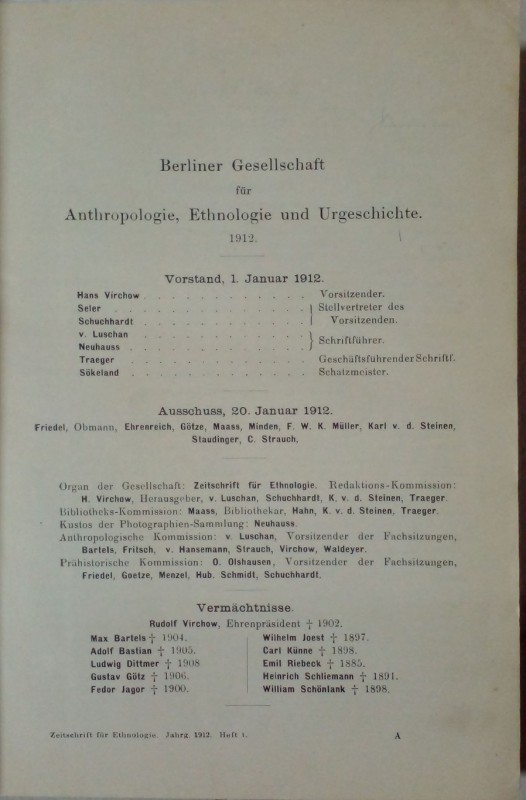 Berliner Gesellschaft
für
Anthropologie, Ethnologie und Urgeschichte.
1912.
Vorstand, 1. Januar 1912.
Hans Virchow . . . . . . . . . . . . . Vorsitzender.
Seler . . . . . . . . . . . . . . . Stellvertreter des
Schuchhardt . . . . . . . . . . . . . Vorsitzenden.
v. Luschan . . . . . . . . . . . . .
Neuhauss . . . . . . . . . . . . . . Schriftführer.
Traeger . . . . . . . . . . . . . . Geschäftsführender Schriftf.
Sökeland . . . . . . . . . . . . . . Schatzmeister.
Ausschuss, 20. Januar 1912.
Friedel, Obmann, Ehrenreich, Götze, Maass, Minden, F. W. K. Müller, Karl v. d. Steinen,
Staudinger, C. Strauch.
Organ der Gesellschaft: Zeitschrift für Ethnologie. Redaktions-Kommission:
H. Virchow, Herausgeber, v. Luschan, Schuchhardt, K. v. d. Steinen, Traeger.
Bibliotheks-Kommission: Maass, Bibliothekar, Hahn, K. v. d. Steinen, Traeger.
Kustos der Photographien-Sammlung: Neuhauss.
Anthropologische Kommission: v. Luschan, Vorsitzender der Fachsitzungen,
Bartels, Fritsch, v. Hansemann, Strauch, Virchow, Waldeyer.
Prähistorische Kommission: O. Olshausen, Vorsitzender der Fachsitzungen,
Friedel, Goetze, Menzel, Hub. Schmidt, Schuchhardt.
Vermächtnisse.
Rudolf Virchow, Ehrenpräsident † 1902.
Max Bartels † 1904.
Adolf Bastian † 1905.
Ludwig Dittmer † 1908
Gustav Götz † 1906.
Fedor Jagor † 1900.
Wilhelm Joest † 1897.
Carl Künne † 1898.
Emil Riebeck † 1885.
Heinrich Schliemann † 1891.
William Schönlank † 1898.
Zeitschrift für Ethnologie. Jahrg. 1912. Heft 1.
A